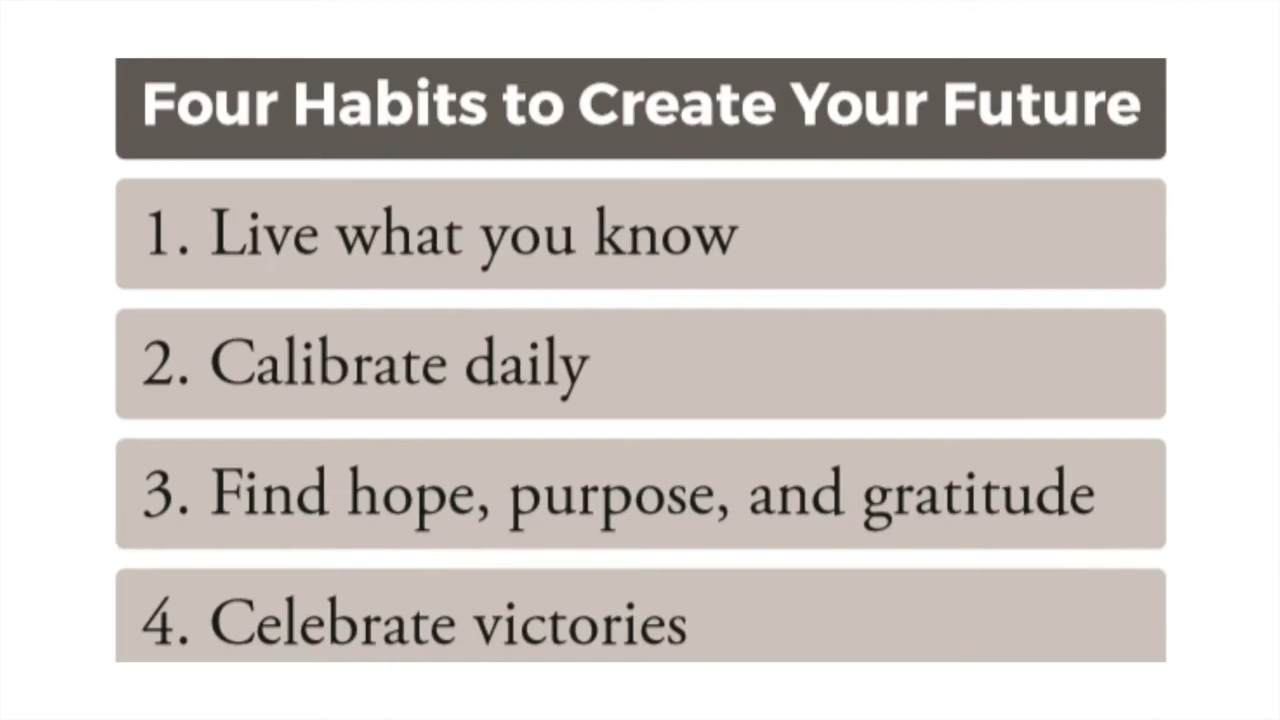 Four Habits to Create Your Future
1. Live what you know
2. Calibrate daily
3. Find hope, purpose, and gratitude
4. Celebrate victories